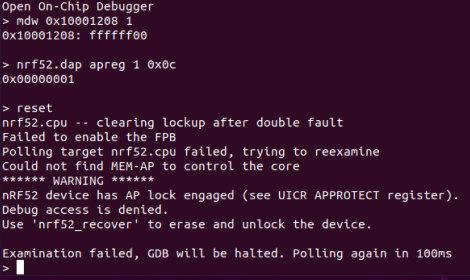 Open On-Chip Debugger
> mdw 0x10001208 1
0x10001208: ffffff00
> nrf52.dap apreg 1 0x0c
0x00000001
> reset
nrf52.cpu -- clearing lockup after double fault
Failed to enable the FPB
Polling target nrf52.cpu failed, trying to reexamine
Could not find MEM-AP to control the core
****** WARNING ******
nRF52 device has AP lock engaged (see UICR APPROTECT register).
Debug access is denied.
Use 'nrf52_recover' to erase and unlock the device.
Examination failed, GDB will be halted. Polling again in 100ms
>